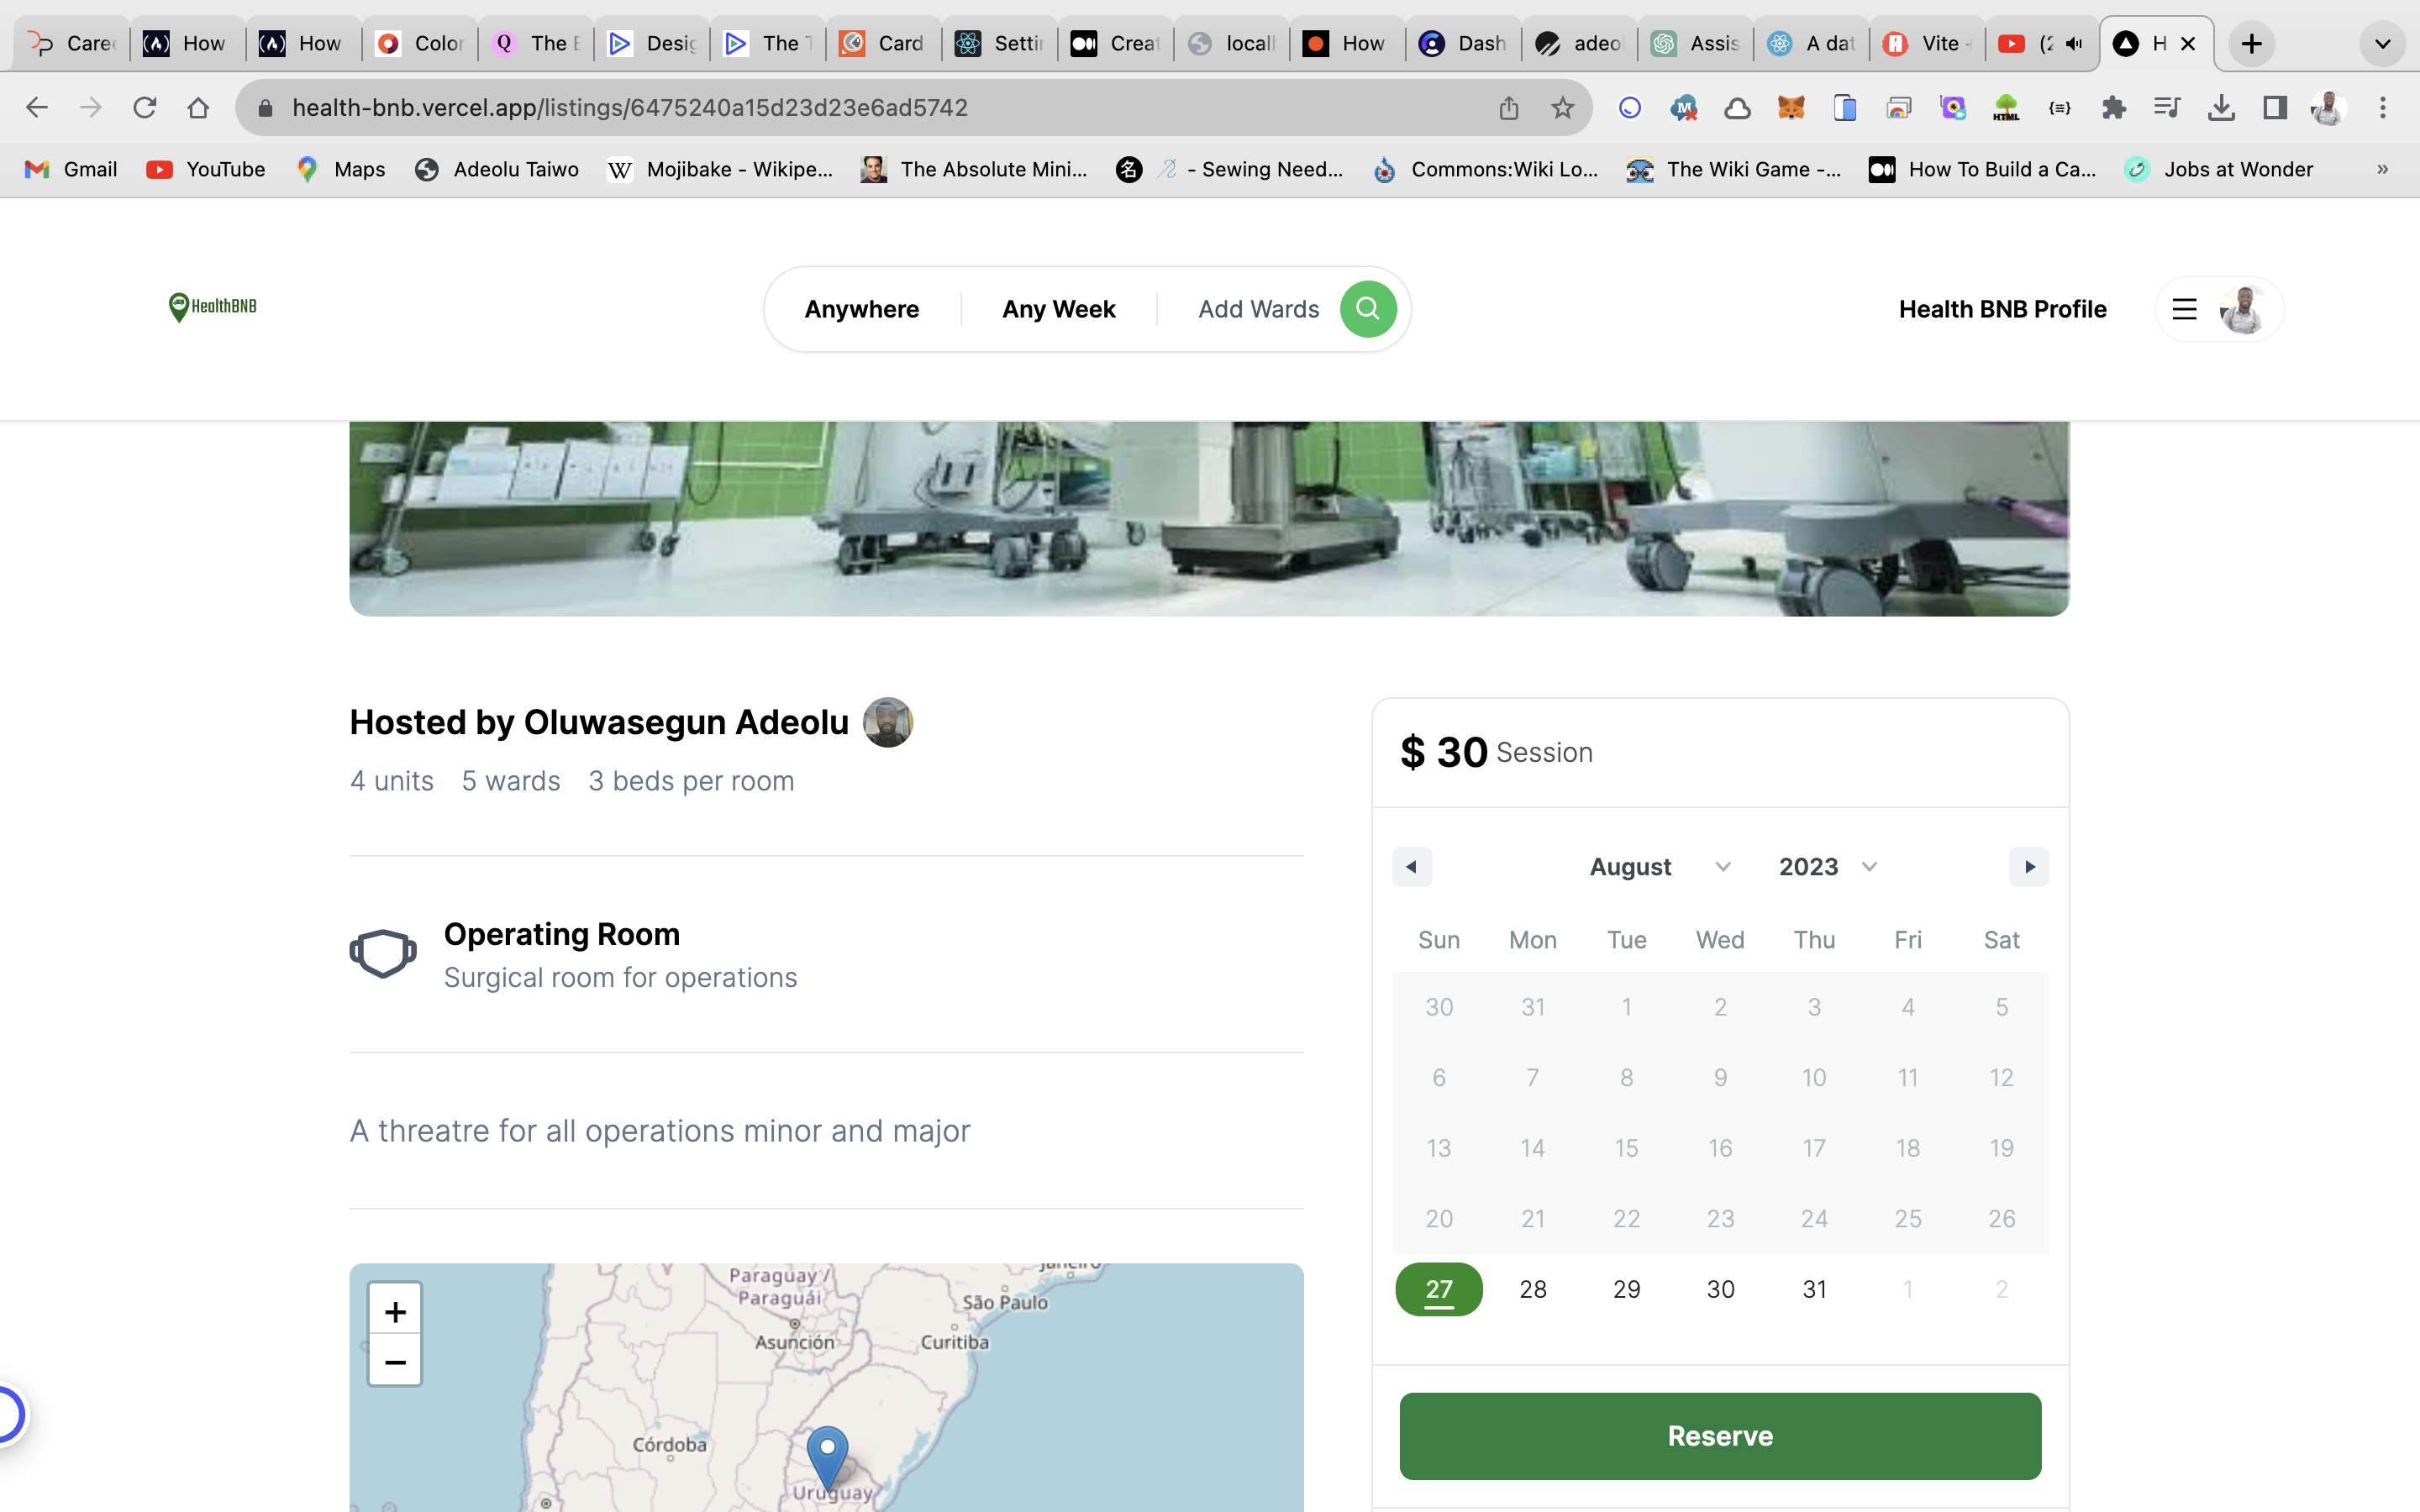 Caree
How
How
Color
The E
Desig
The T
Card
Settin
Creat
localh
How
Dash
adeo
Assis
A dat
Vite
(2
H
health-bnb.vercel.app/listings/6475240a15d23d23e6ad5742
HTML
Gmail
YouTube
Maps
Adeolu Taiwo
W Mojibake - Wikipe...
The Absolute Mini...
名 - Sewing Need...
Commons:Wiki Lo...
The Wiki Game -...
How To Build a Ca...
Jobs at Wonder
»
HealthBNB
Anywhere
Any Week
Add Wards
Health BNB Profile
Hosted by Oluwasegun Adeolu
4 units 5 wards 3 beds per room
Operating Room
Surgical room for operations
A threatre for all operations minor and major
+
−
Paraguay /
Paraguái
Janeiro
São Paulo
Asunción
Curitiba
Córdoba
Uruguay
$ 30 Session
August 2023
Sun Mon Tue Wed Thu Fri Sat
30 31 1 2 3 4 5
6 7 8 9 10 11 12
13 14 15 16 17 18 19
20 21 22 23 24 25 26
27 28 29 30 31 1 2
Reserve